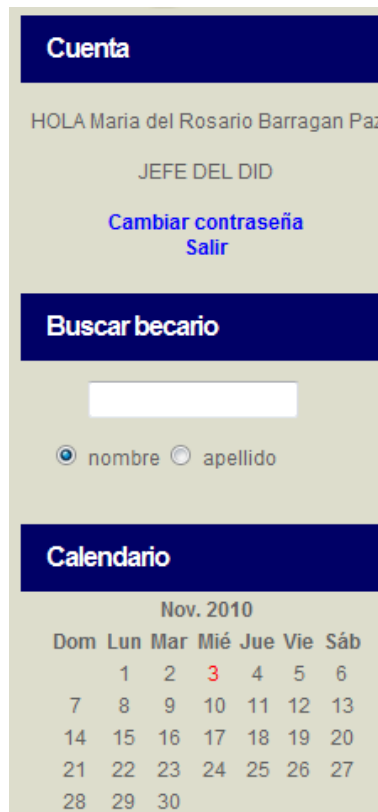 Cuenta
HOLA Maria del Rosario Barragan Paz
JEFE DEL DID
Cambiar contraseña
Salir
Buscar becario
nombre apellido
Calendario
Nov. 2010
Dom Lun Mar Mié Jue Vie Sáb
1 2 3 4 5 6
7 8 9 10 11 12 13
14 15 16 17 18 19 20
21 22 23 24 25 26 27
28 29 30